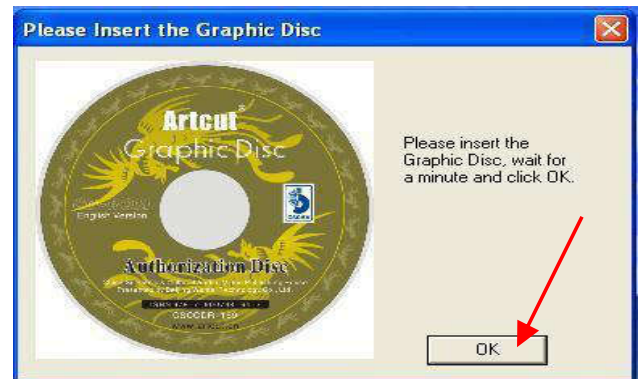 Please Insert the Graphic Disc
Artcut
Graphic Disc
English Version
Authorization Disc
Please insert the
Graphic Disc, wait for
a minute and click OK.
OK